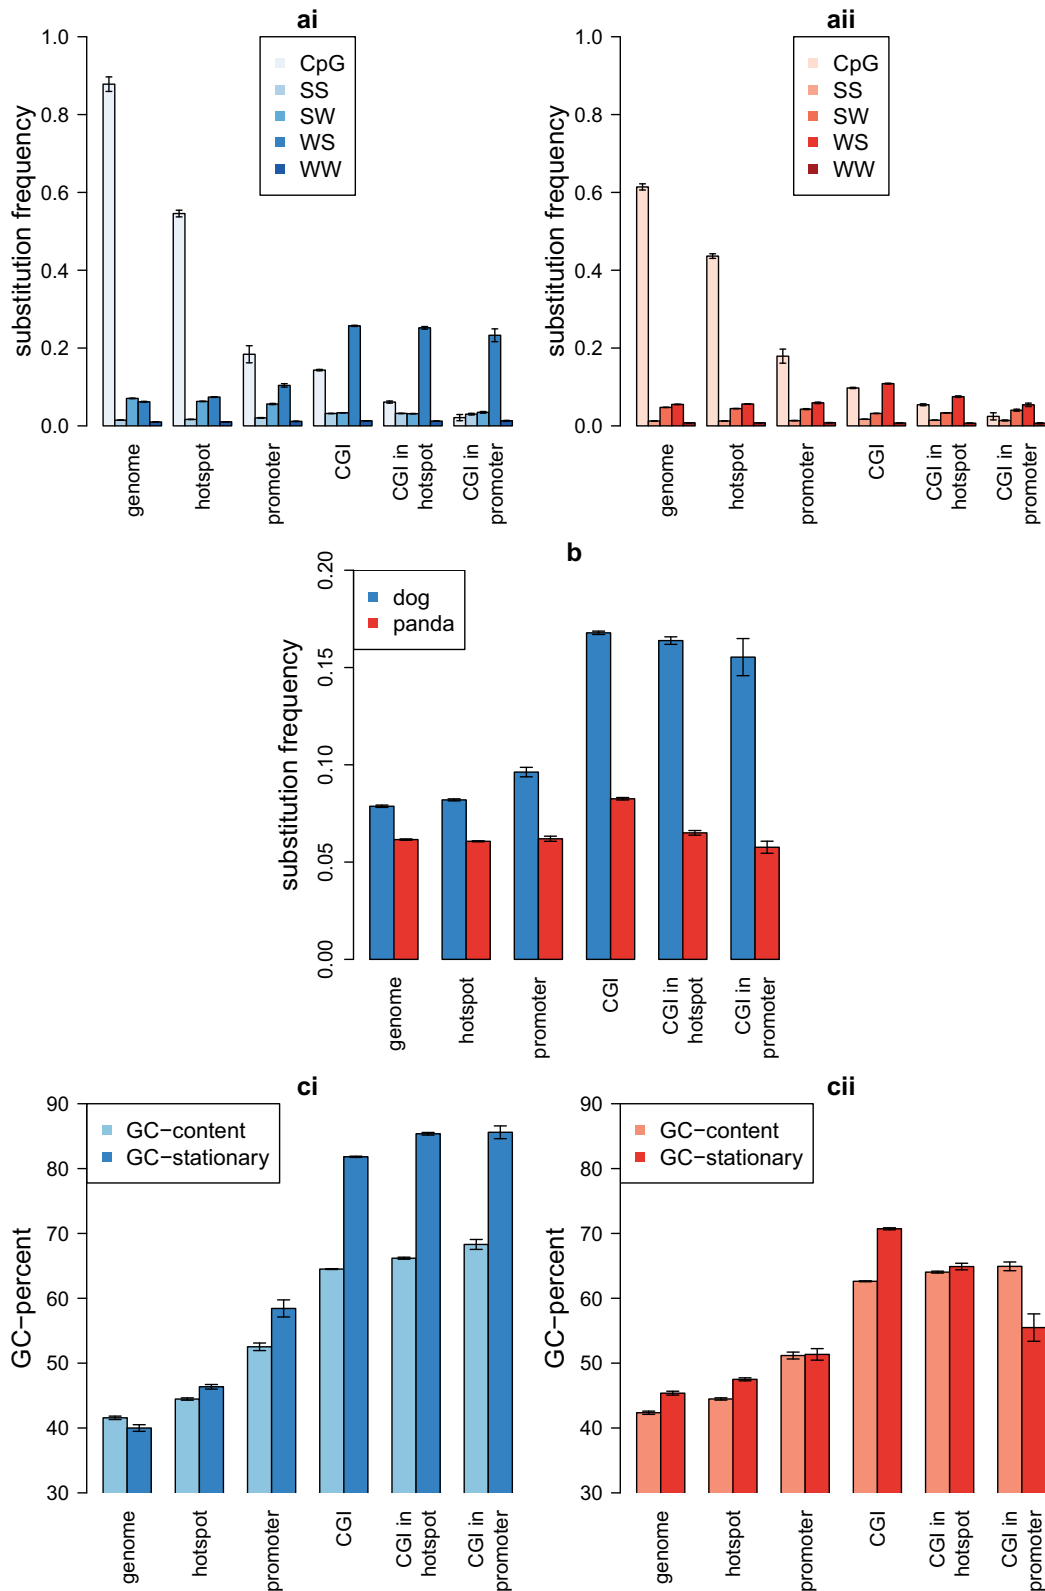 ai
substitution frequency
1.0
0.8
0.6
0.4
0.2
0.0
CpG
SS
SW
WS
WW
genome
hotspot
promoter
CGI
CGI in
hotspot
CGI in
promoter
aii
substitution frequency
1.0
0.8
0.6
0.4
0.2
0.0
CpG
SS
SW
WS
WW
genome
hotspot
promoter
CGI
CGI in
hotspot
CGI in
promoter
b
substitution frequency
0.20
0.15
0.10
0.05
0.00
dog
panda
genome
hotspot
promoter
CGI
CGI in
hotspot
CGI in
promoter
ci
GC−percent
90
80
70
60
50
40
30
GC−content
GC−stationary
genome
hotspot
promoter
CGI
CGI in
hotspot
CGI in
promoter
cii
GC−percent
90
80
70
60
50
40
30
GC−content
GC−stationary
genome
hotspot
promoter
CGI
CGI in
hotspot
CGI in
promoter